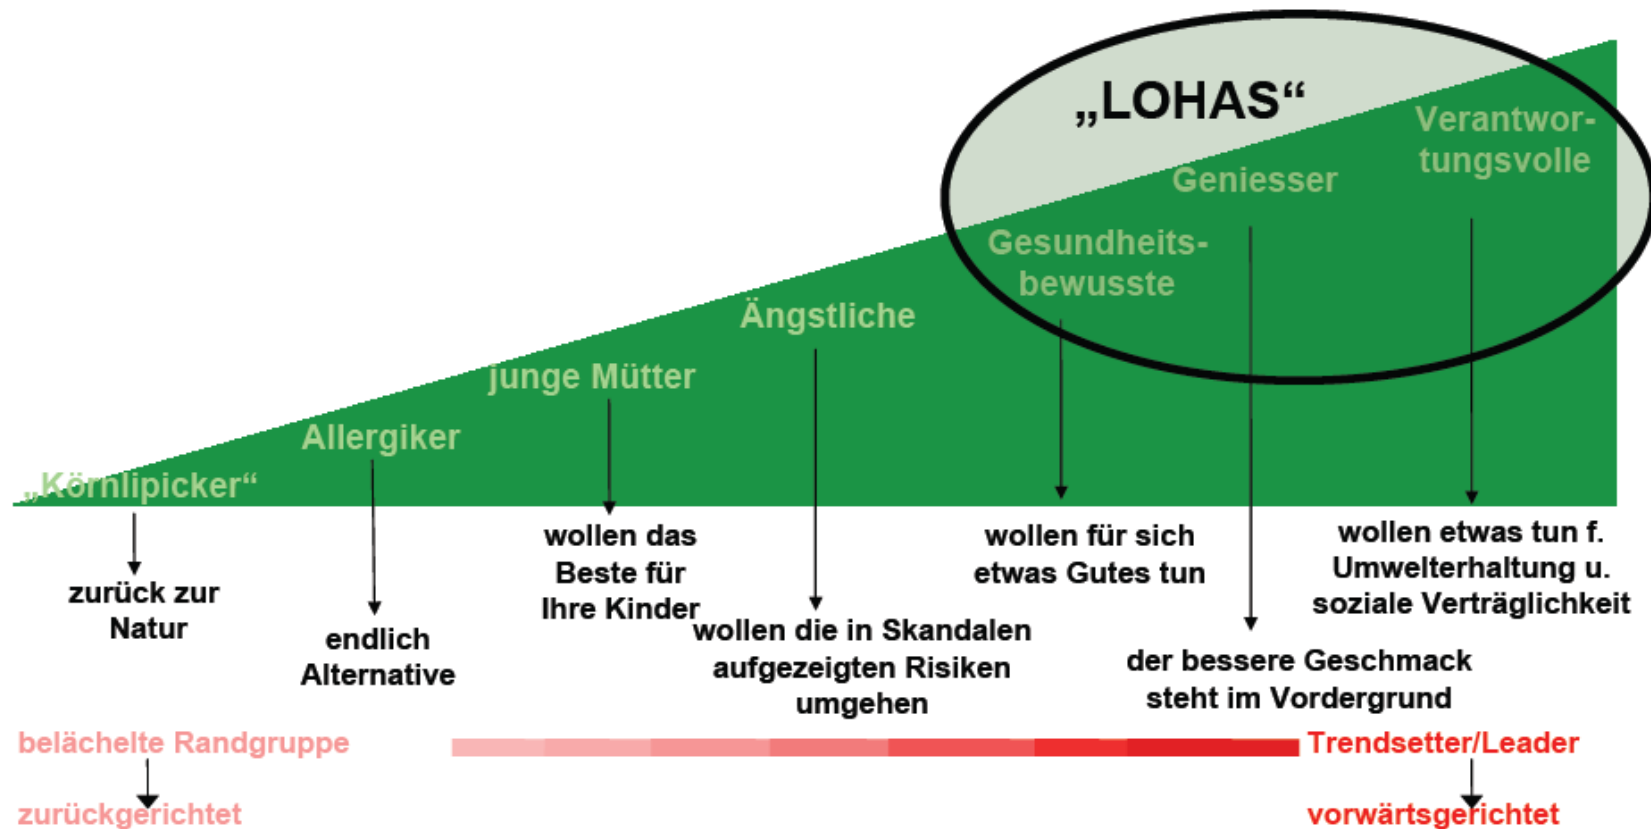 „LOHAS“
Verantwor-
tungsvolle
Geniesser
Gesundheits-
bewusste
Ängstliche
junge Mütter
Allergiker
„Körnlipicker“
zurück zur
Natur
endlich
Alternative
wollen das
Beste für
Ihre Kinder
wollen die in Skandalen
aufgezeigten Risiken
umgehen
wollen für sich
etwas Gutes tun
der bessere Geschmack
steht im Vordergrund
wollen etwas tun f.
Umwelterhaltung u.
soziale Verträglichkeit
belächelte Randgruppe
Trendsetter/Leader
zurückgerichtet
vorwärtsgerichtet